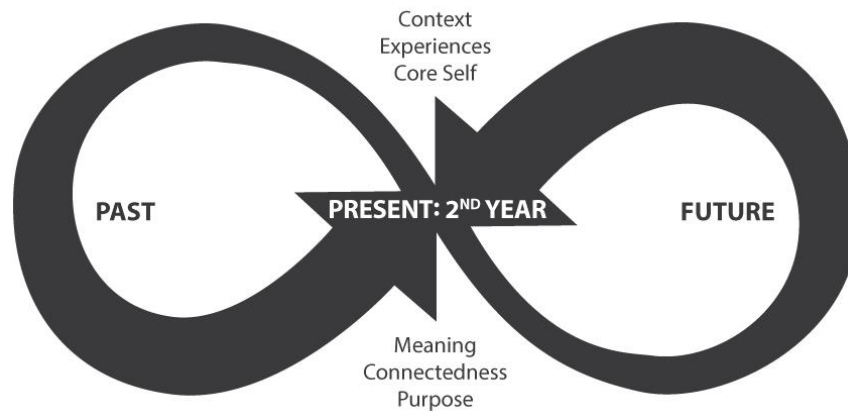 Context
Experiences
Core Self
PAST
PRESENT: 2ND YEAR
FUTURE
Meaning
Connectedness
Purpose